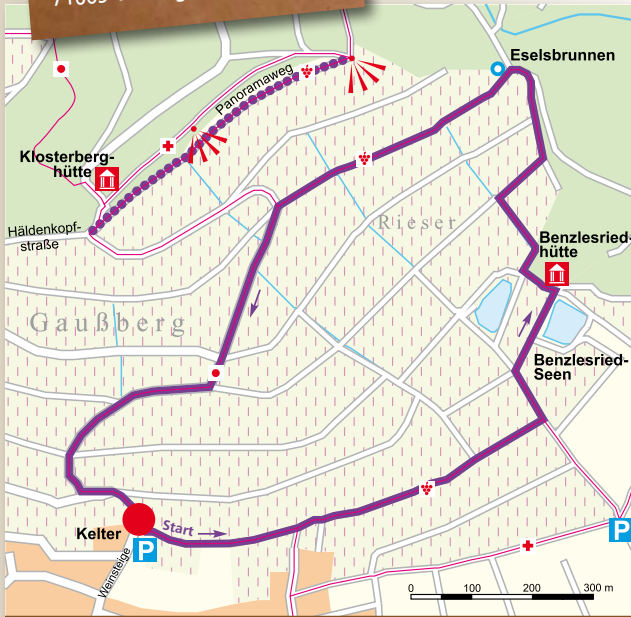 Eselsbrunnen
Panoramaweg
Klosterberg-
hütte
Häldenkopf-
straße
Rieser
Benzlesried-
hütte
Gaußberg
Benzlesried-
Seen
Start
Kelter
P
P
Weinsteige
0 100 200 300 m